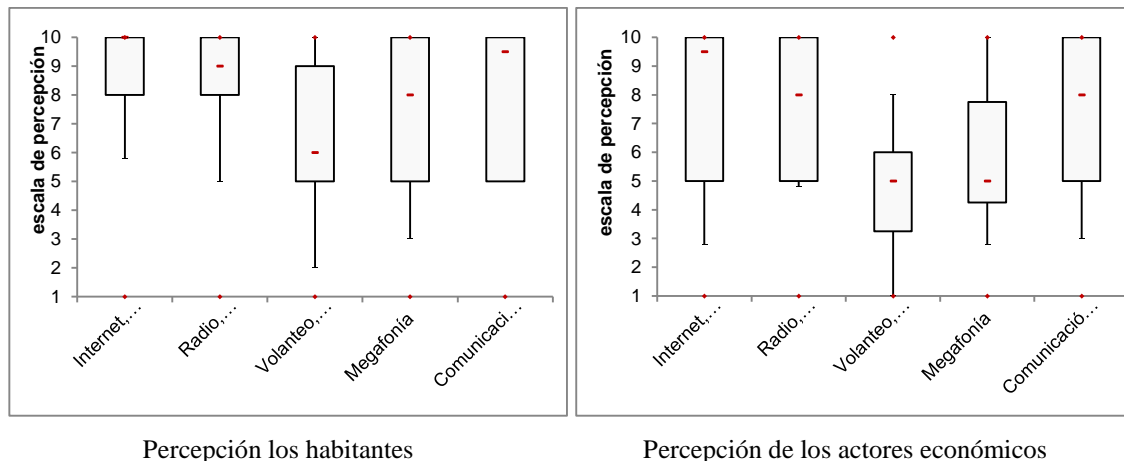 escala de percepción
10
9
8
7
6
5
4
3
2
1
Internet,...
Radio,...
Volanteo,...
Megafonía
Comunicaci...
Percepción los habitantes
escala de percepción
10
9
8
7
6
5
4
3
2
1
Internet,...
Radio,...
Volanteo,...
Megafonía
Comunicació...
Percepción de los actores económicos